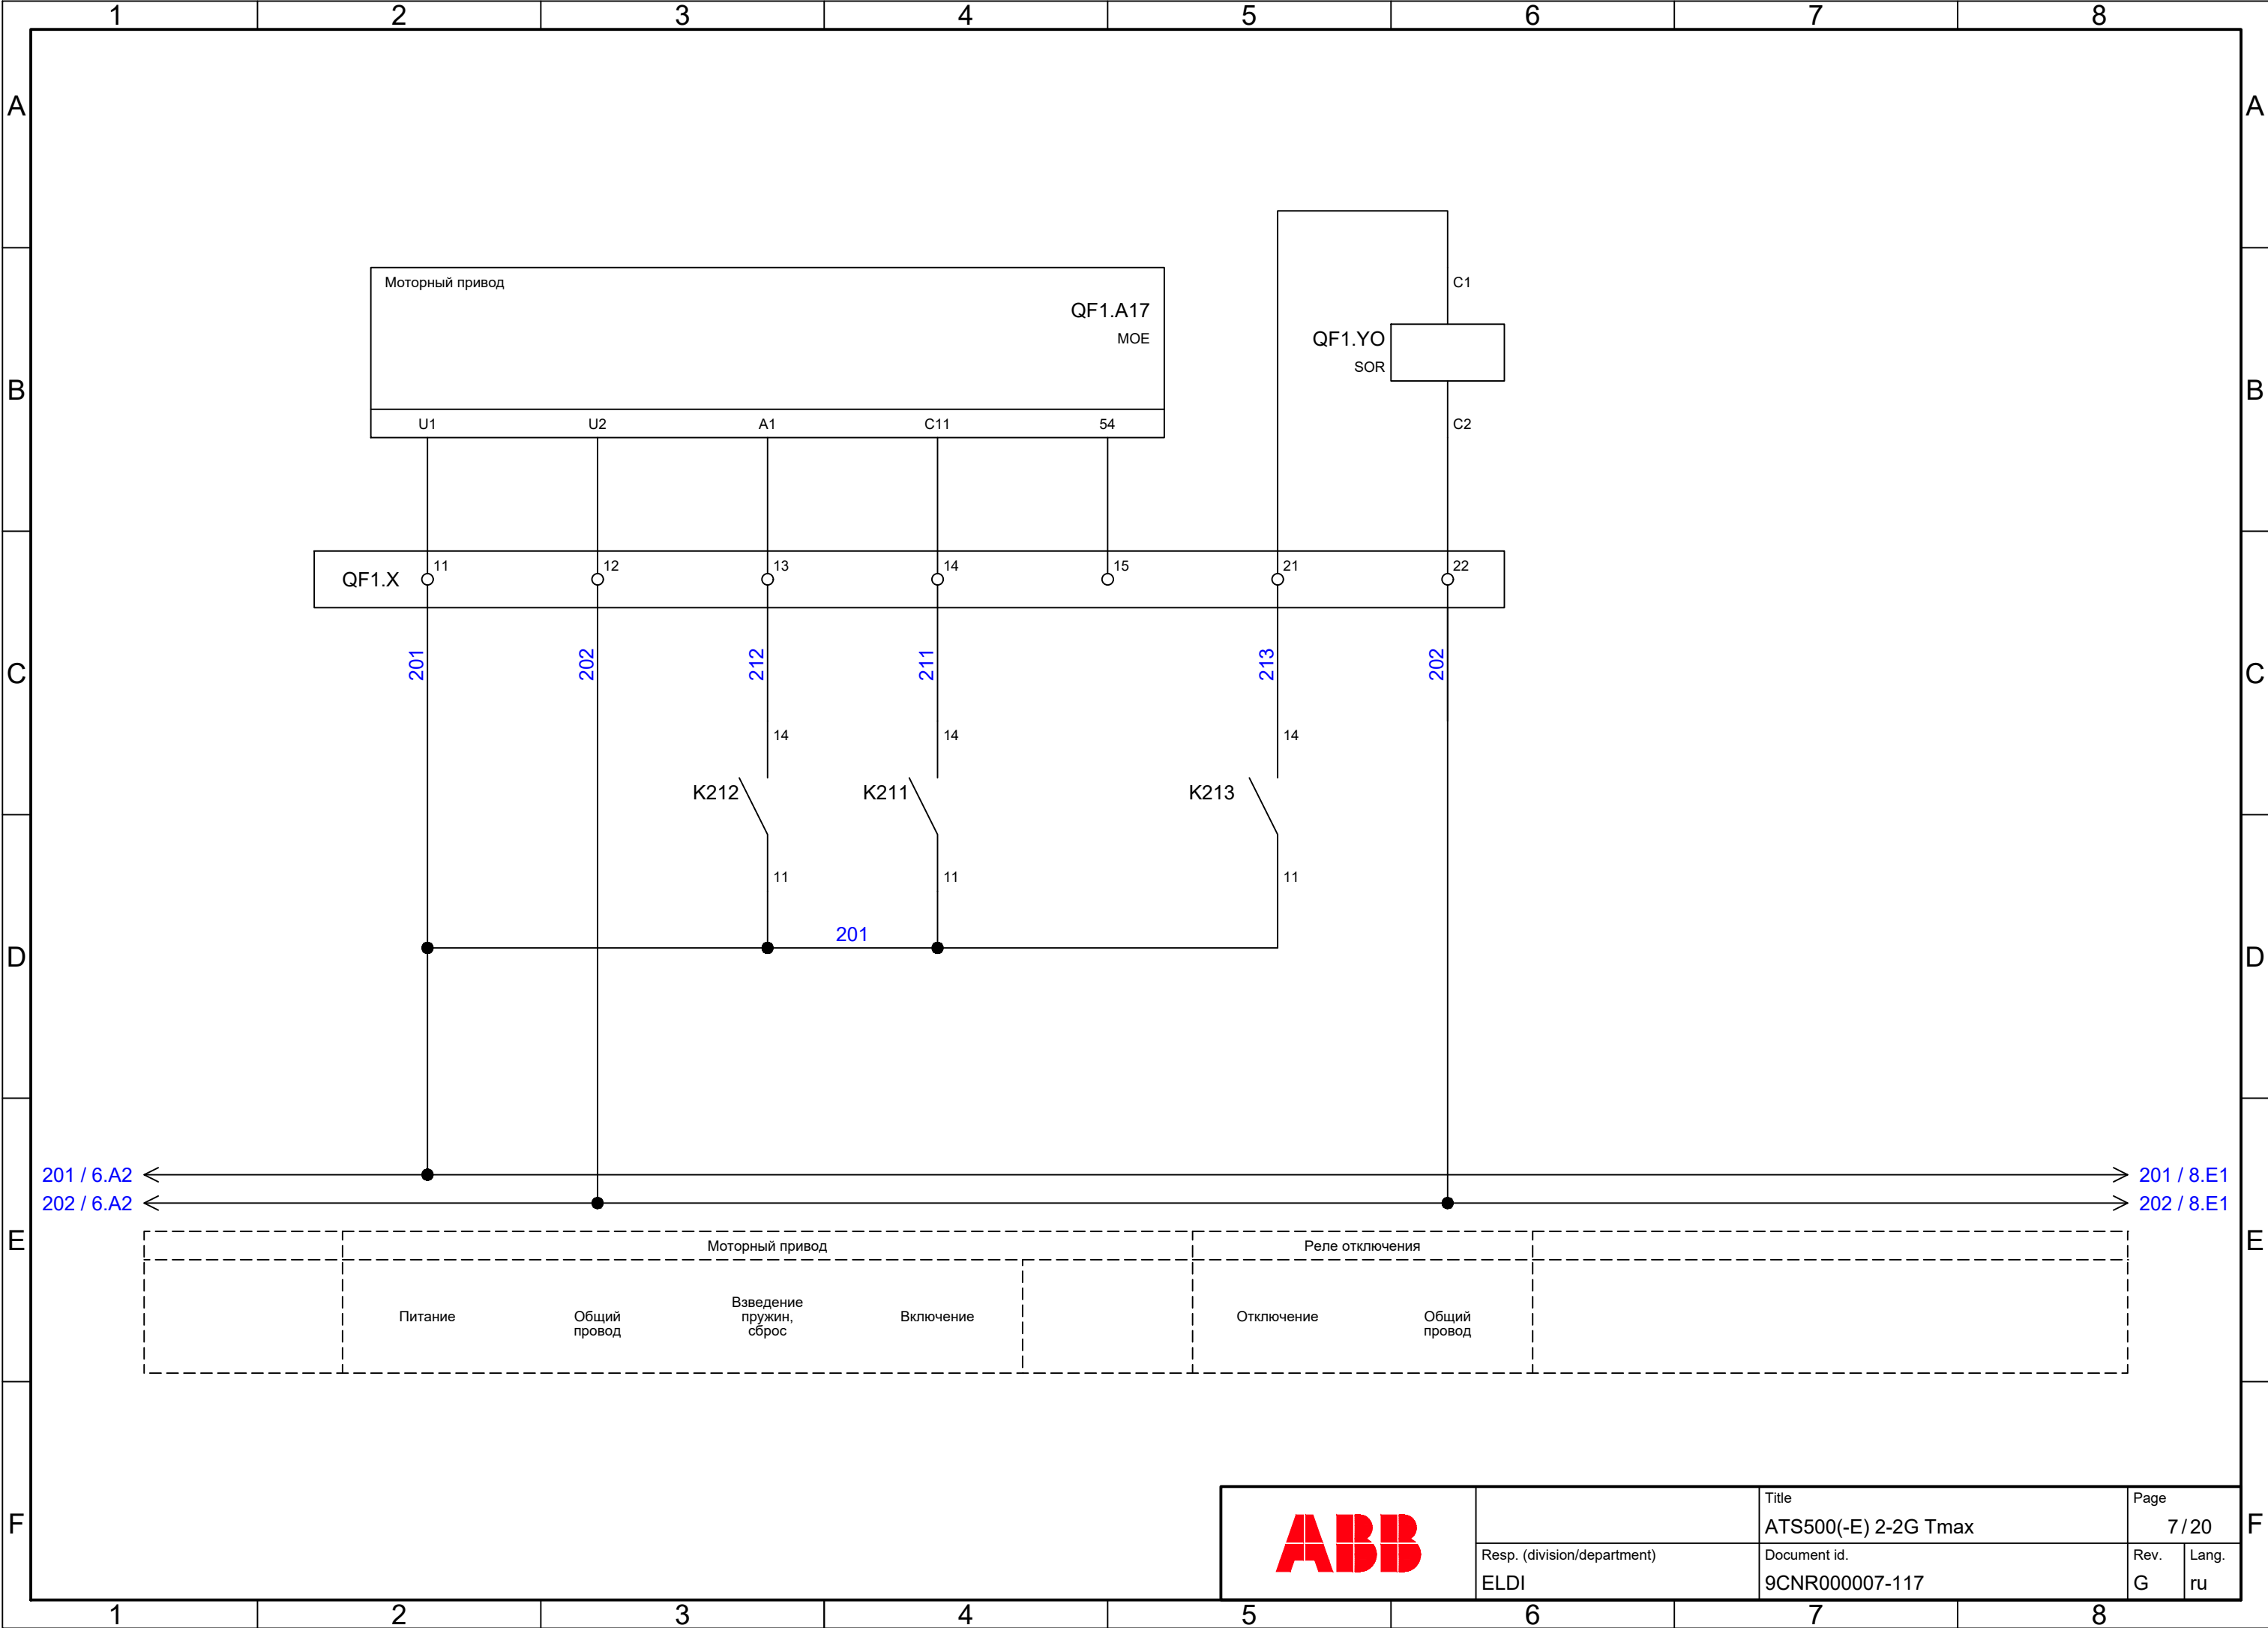 1 2 3 4 5 6 7 8
A A
Моторный привод
C1
QF1.A17
MOE
QF1.YO
SOR
B B
U1 U2 A1 C11 54
C2
QF1.X 11 12 13 14 15 21 22
201 202 212 211 213 202
C C
14 14 14
K212 K211 K213
11 11 11
201
D D
201 / 6.A2 201 / 8.E1
202 / 6.A2 202 / 8.E1
E E
Моторный привод Реле отключения
Питание
Общий
провод
Взведение
пружин,
сброс
Включение
Отключение
Общий
провод
F F
ABB
Title
ATS500(-E) 2-2G Tmax
Page
7 / 20
Resp. (division/department)
ELDI
Document id.
9CNR000007-117
Rev.
G
Lang.
ru
1 2 3 4 5 6 7 8